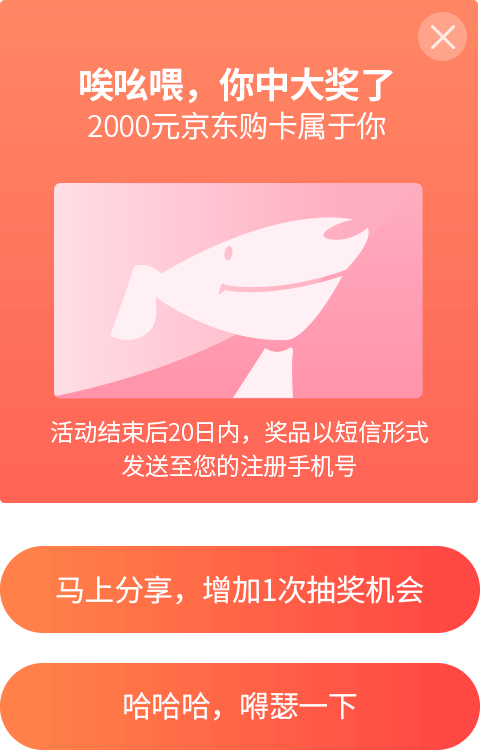 唉吆喂，你中大奖了
2000元京东购卡属于你
活动结束后20日内，奖品以短信形式
发送至您的注册手机号
马上分享，增加1次抽奖机会
哈哈哈，嘚瑟一下